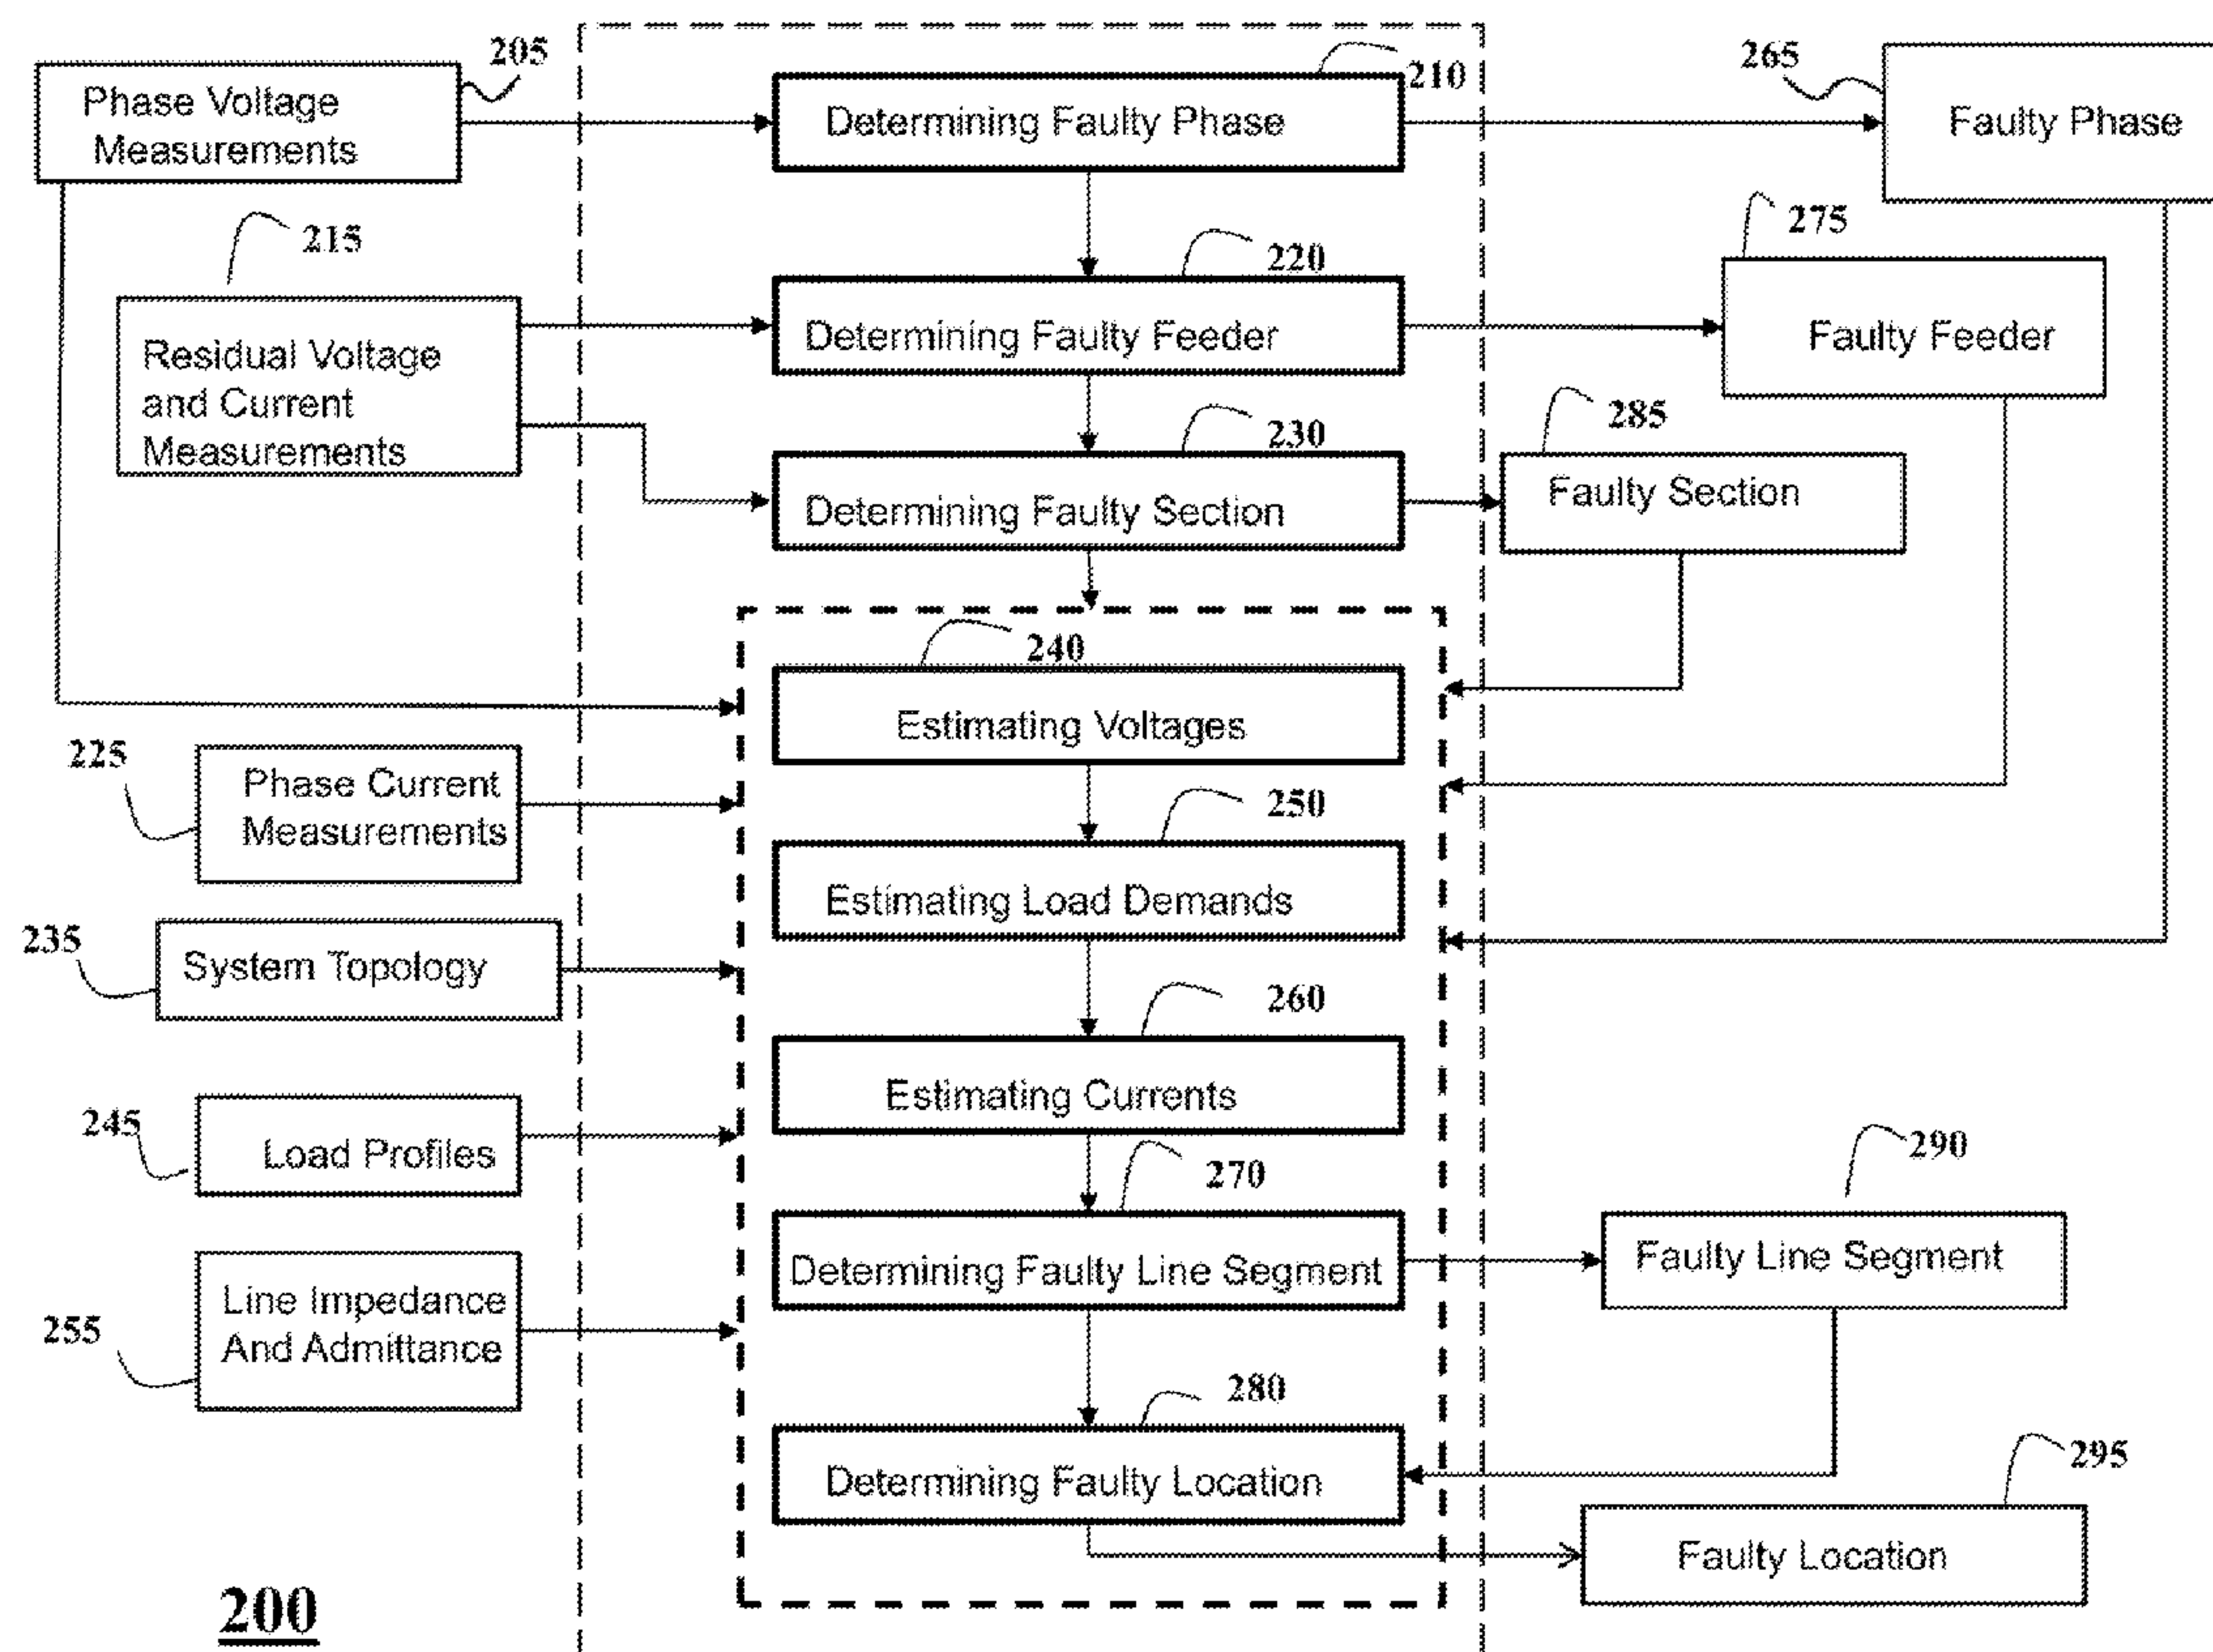 205
Phase Voltage
Measurements
210
Determining Faulty Phase
265
Faulty Phase
215
Residual Voltage
and Current
Measurements
220
Determining Faulty Feeder
275
Faulty Feeder
230
Determining Faulty Section
285
Faulty Section
240
Estimating Voltages
225
Phase Current
Measurements
250
Estimating Load Demands
235
System Topology
260
Estimating Currents
245
Load Profiles
270
Determining Faulty Line Segment
290
Faulty Line Segment
255
Line Impedance
And Admittance
280
Determining Faulty Location
295
Faulty Location
200